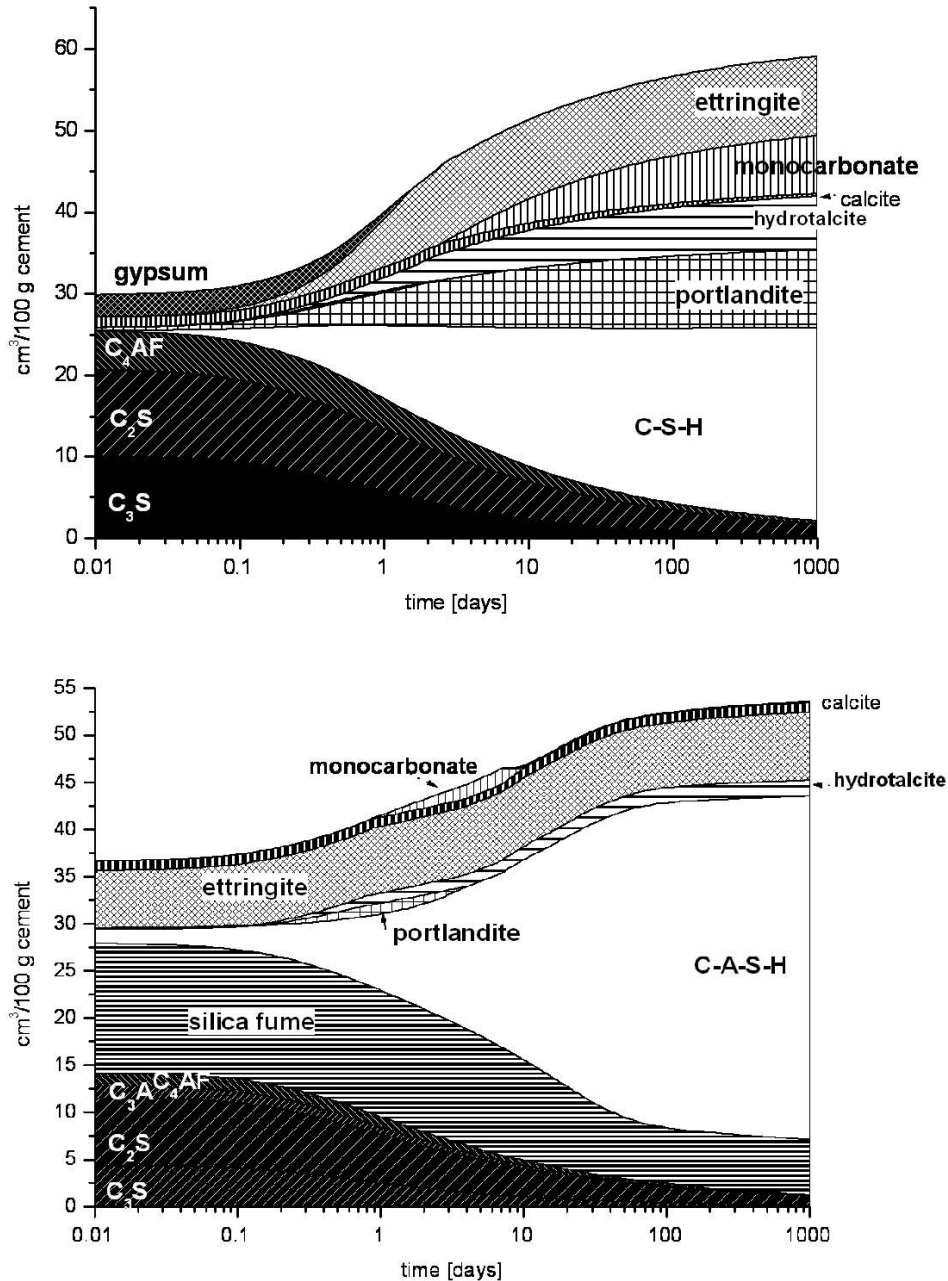 60
50
40
30
20
10
0
cm³/100 g cement
ettringite
monocarbonate
calcite
hydrotalcite
gypsum
portlandite
C₄AF
C₂S
C-S-H
C₃S
0.01 0.1 1 10 100 1000
time [days]
55
50
45
40
35
30
25
20
15
10
5
0
cm³/100 g cement
calcite
monocarbonate
hydrotalcite
ettringite
portlandite
C-A-S-H
silica fume
C₃A C₄AF
C₂S
C₃S
0.01 0.1 1 10 100 1000
time [days]